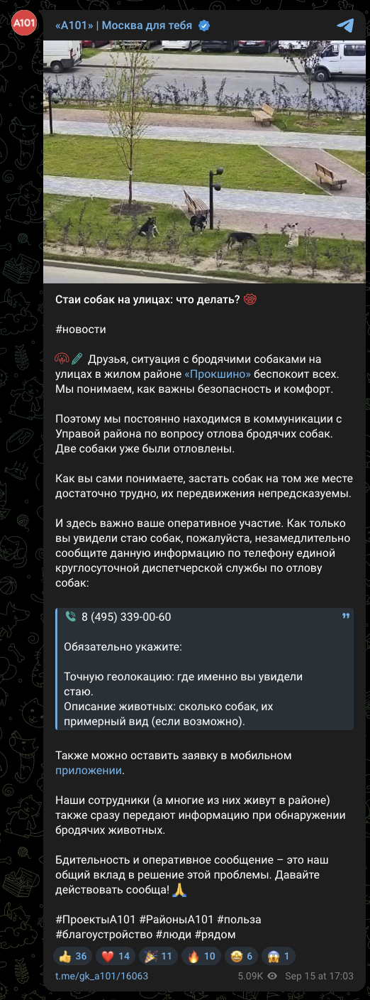 A101
«А101» | Москва для тебя
Стаи собак на улицах: что делать?
#новости
Друзья, ситуация с бродячими собаками на
улицах в жилом районе «Прокшино» беспокоит всех.
Мы понимаем, как важны безопасность и комфорт.
Поэтому мы постоянно находимся в коммуникации с
Управой района по вопросу отлова бродячих собак.
Две собаки уже были отловлены.
Как вы сами понимаете, застать собак на том же месте
достаточно трудно, их передвижения непредсказуемы.
И здесь важно ваше оперативное участие. Как только
вы увидели стаю собак, пожалуйста, незамедлительно
сообщите данную информацию по телефону единой
круглосуточной диспетчерской службы по отлову
собак:
8 (495) 339-00-60
Обязательно укажите:
Точную геолокацию: где именно вы увидели
стаю.
Описание животных: сколько собак, их
примерный вид (если возможно).
Также можно оставить заявку в мобильном
приложении.
Наши сотрудники (а многие из них живут в районе)
также сразу передают информацию при обнаружении
бродячих животных.
Бдительность и оперативное сообщение – это наш
общий вклад в решение этой проблемы. Давайте
действовать сообща! 🙏
#ПроектыА101 #РайоныА101 #польза
#благоустройство #люди #рядом
👍 36 ❤️ 14 🎉 11 🔥 10 🤩 6 😱 1
t.me/gk_a101/16063 5.09K Sep 15 at 17:03